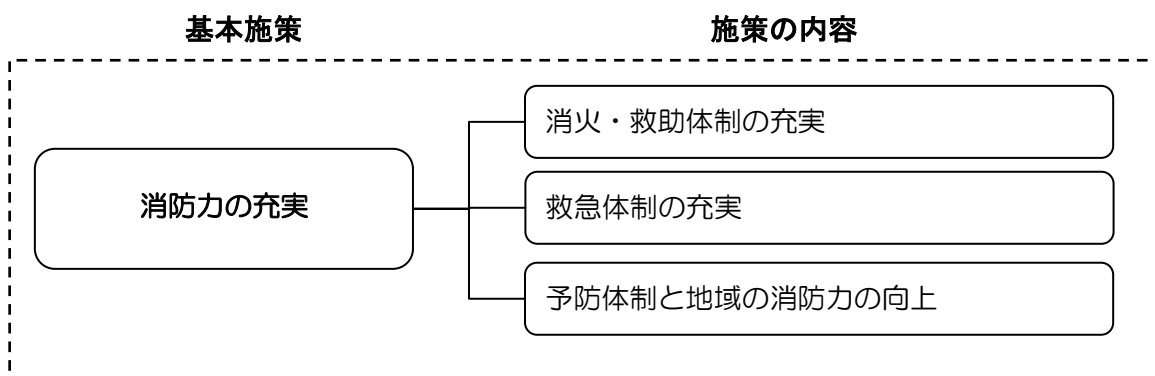 基本施策
施策の内容
消防力の充実
消火・救助体制の充実
救急体制の充実
予防体制と地域の消防力の向上